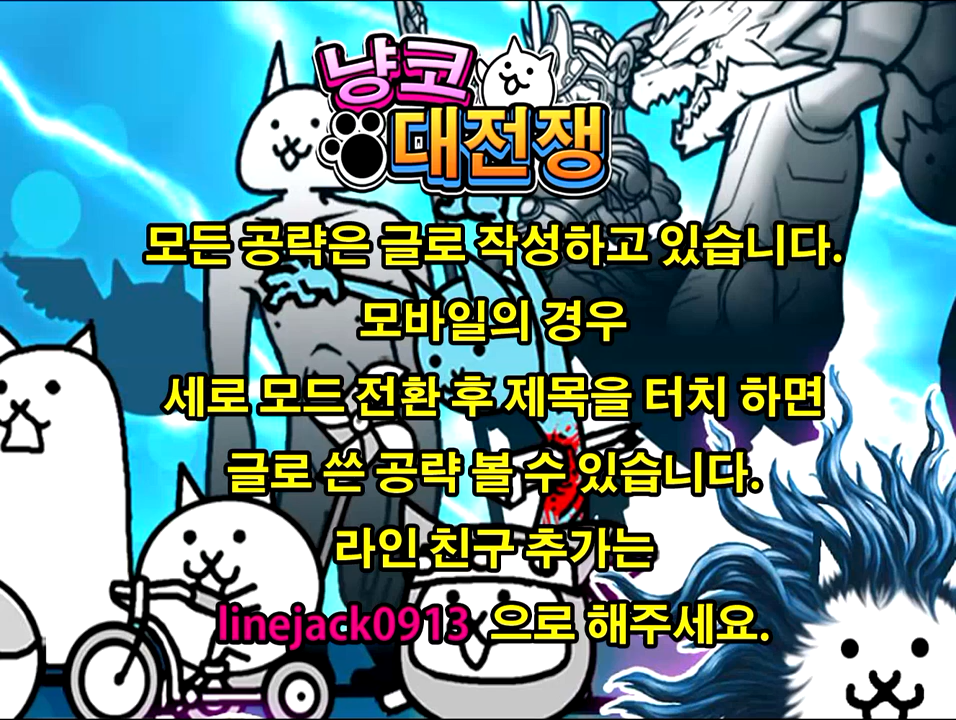 냥코
대전쟁
모든 공략은 글로 작성하고 있습니다.
모바일의 경우
세로 모드 전환 후 제목을 터치 하면
글로 쓴 공략 볼 수 있습니다.
라인 친구 추가는
linejack0913 으로 해주세요.